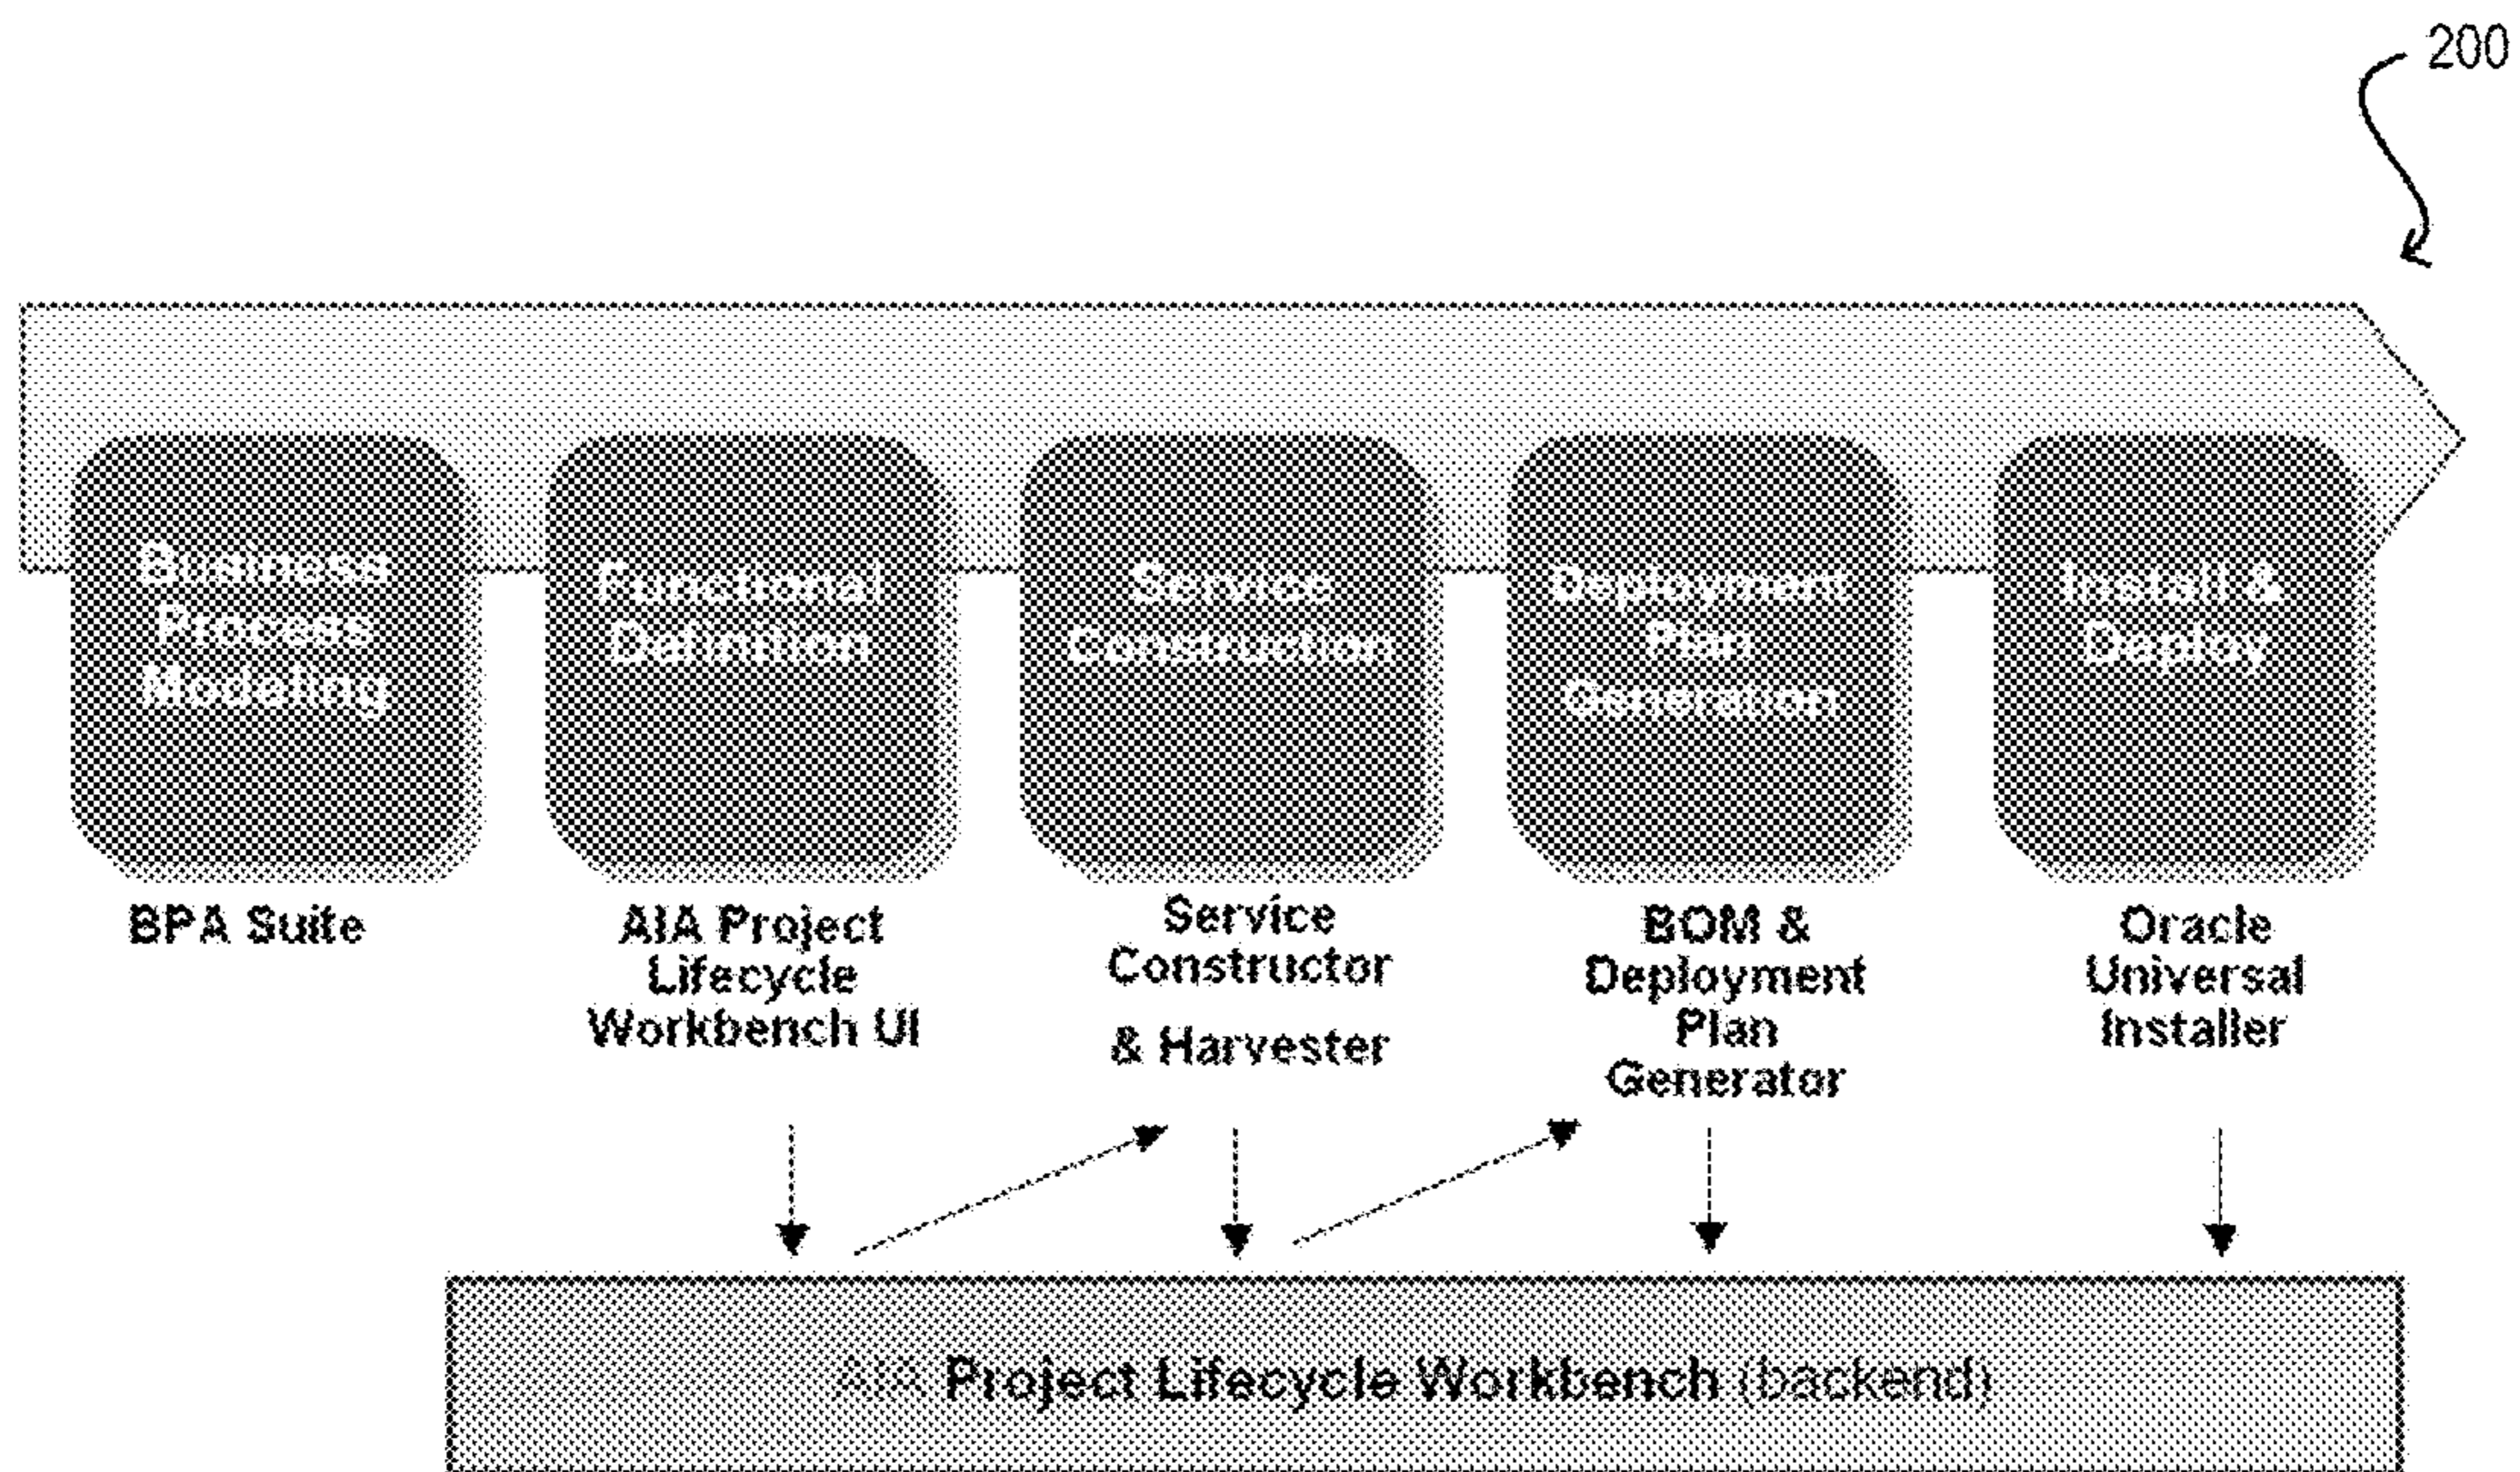 200
Business
Process
Modeling
Functional
Definition
Service
Construction
Deployment
Plan
Generation
Install &
Deploy
BPA Suite
AIA Project
Lifecycle
Workbench UI
Service
Constructor
& Harvester
BOM &
Deployment
Plan
Generator
Oracle
Universal
Installer
AIA Project Lifecycle Workbench (backend)